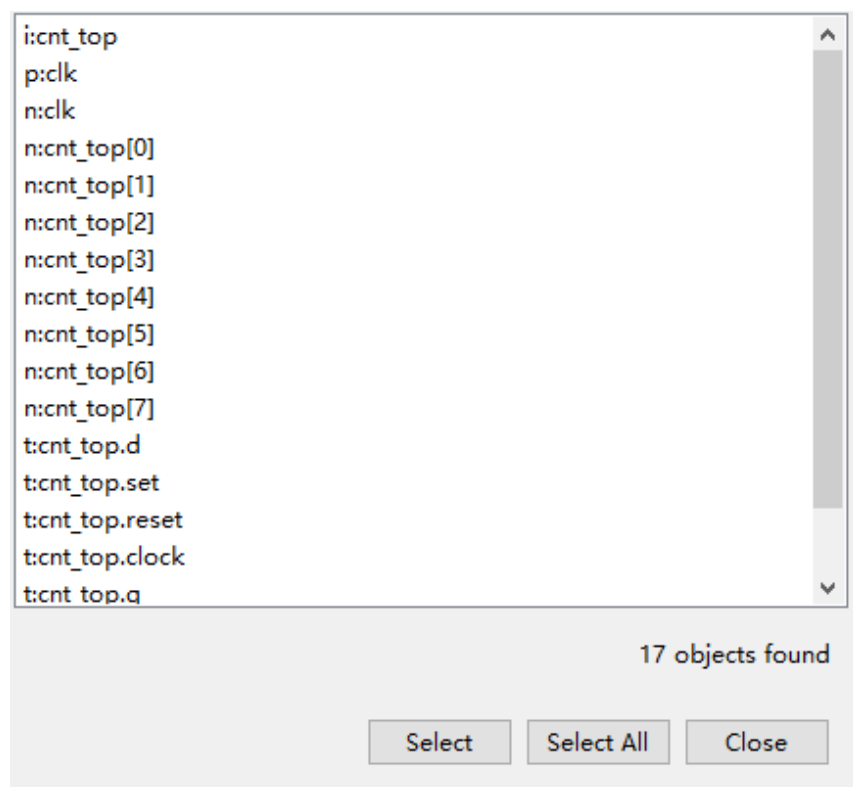 i:cnt_top
p:clk
n:clk
n:cnt_top[0]
n:cnt_top[1]
n:cnt_top[2]
n:cnt_top[3]
n:cnt_top[4]
n:cnt_top[5]
n:cnt_top[6]
n:cnt_top[7]
t:cnt_top.d
t:cnt_top.set
t:cnt_top.reset
t:cnt_top.clock
t:cnt_top.q
17 objects found
Select Select All Close